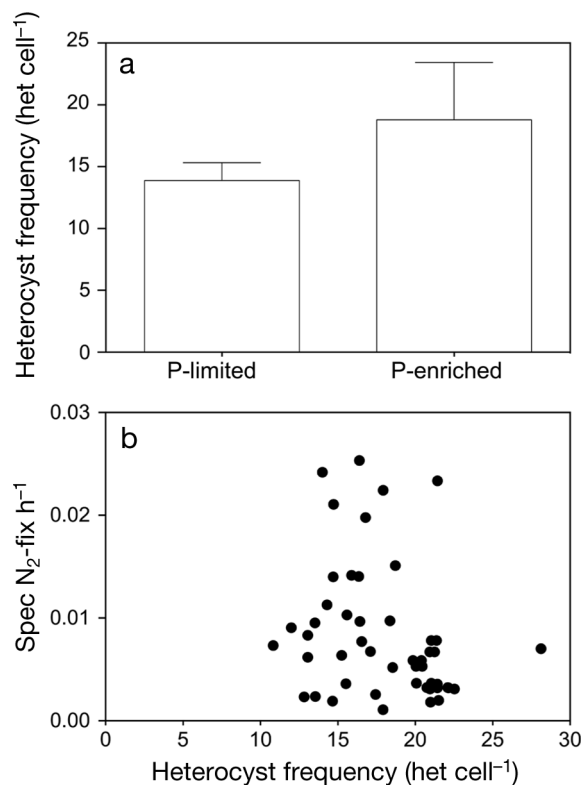 a
Heterocyst frequency (het cell⁻¹)
25
20
15
10
5
0
P-limited
P-enriched
b
Spec N₂-fix h⁻¹
0.03
0.02
0.01
0.00
0
5
10
15
20
25
30
Heterocyst frequency (het cell⁻¹)